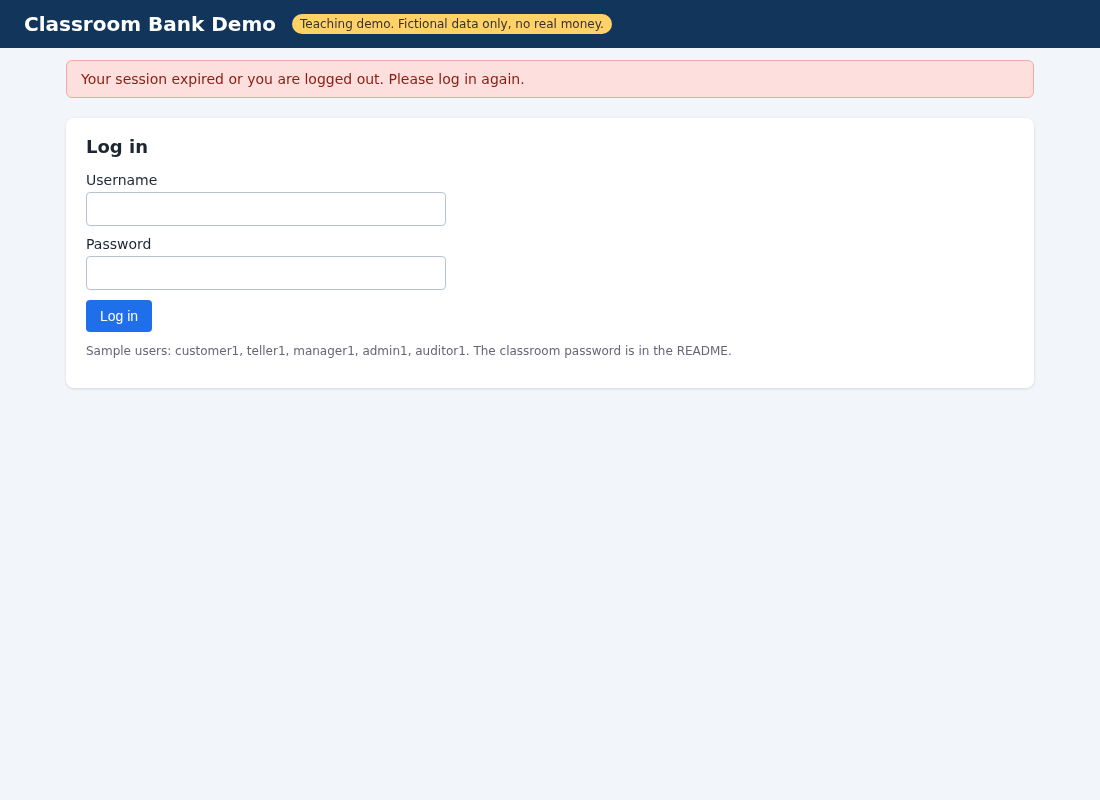 Classroom Bank Demo
Teaching demo. Fictional data only, no real money.
Your session expired or you are logged out. Please log in again.
Log in
Username
Password
Log in
Sample users: customer1, teller1, manager1, admin1, auditor1. The classroom password is in the README.